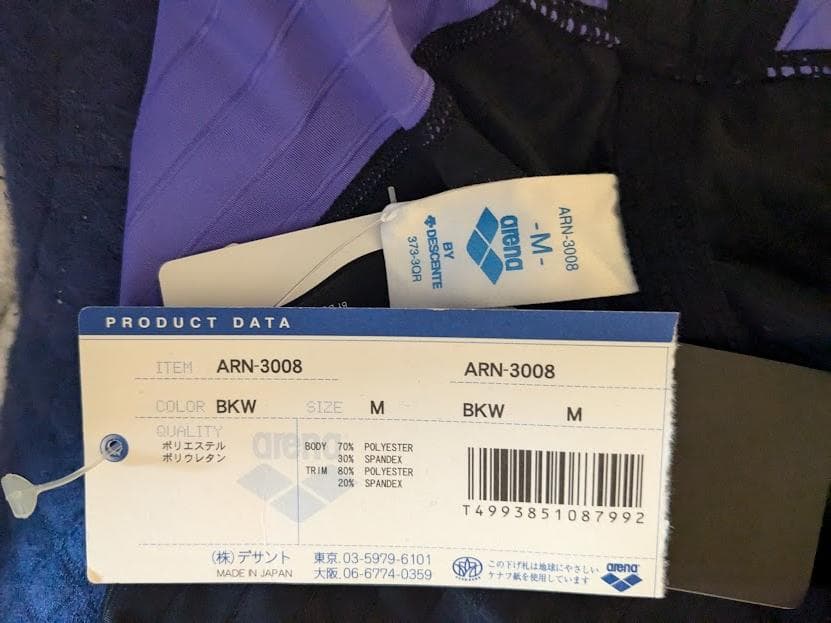 ARN-3008
-M-
arena
BY
DESCENTE
373-3OR
PRODUCT DATA
ITEM ARN-3008
ARN-3008
COLOR BKW SIZE M
BKW M
QUALITY
ポリエステル
ポリウレタン
arena
BODY 70% POLYESTER
30% SPANDEX
TRIM 80% POLYESTER
20% SPANDEX
T4993851087992
(株)デサント
MADE IN JAPAN
東京.03-5979-6101
大阪.06-6774-0359
この下げ札は地球にやさしい
ケナフ紙を使用しています
arena